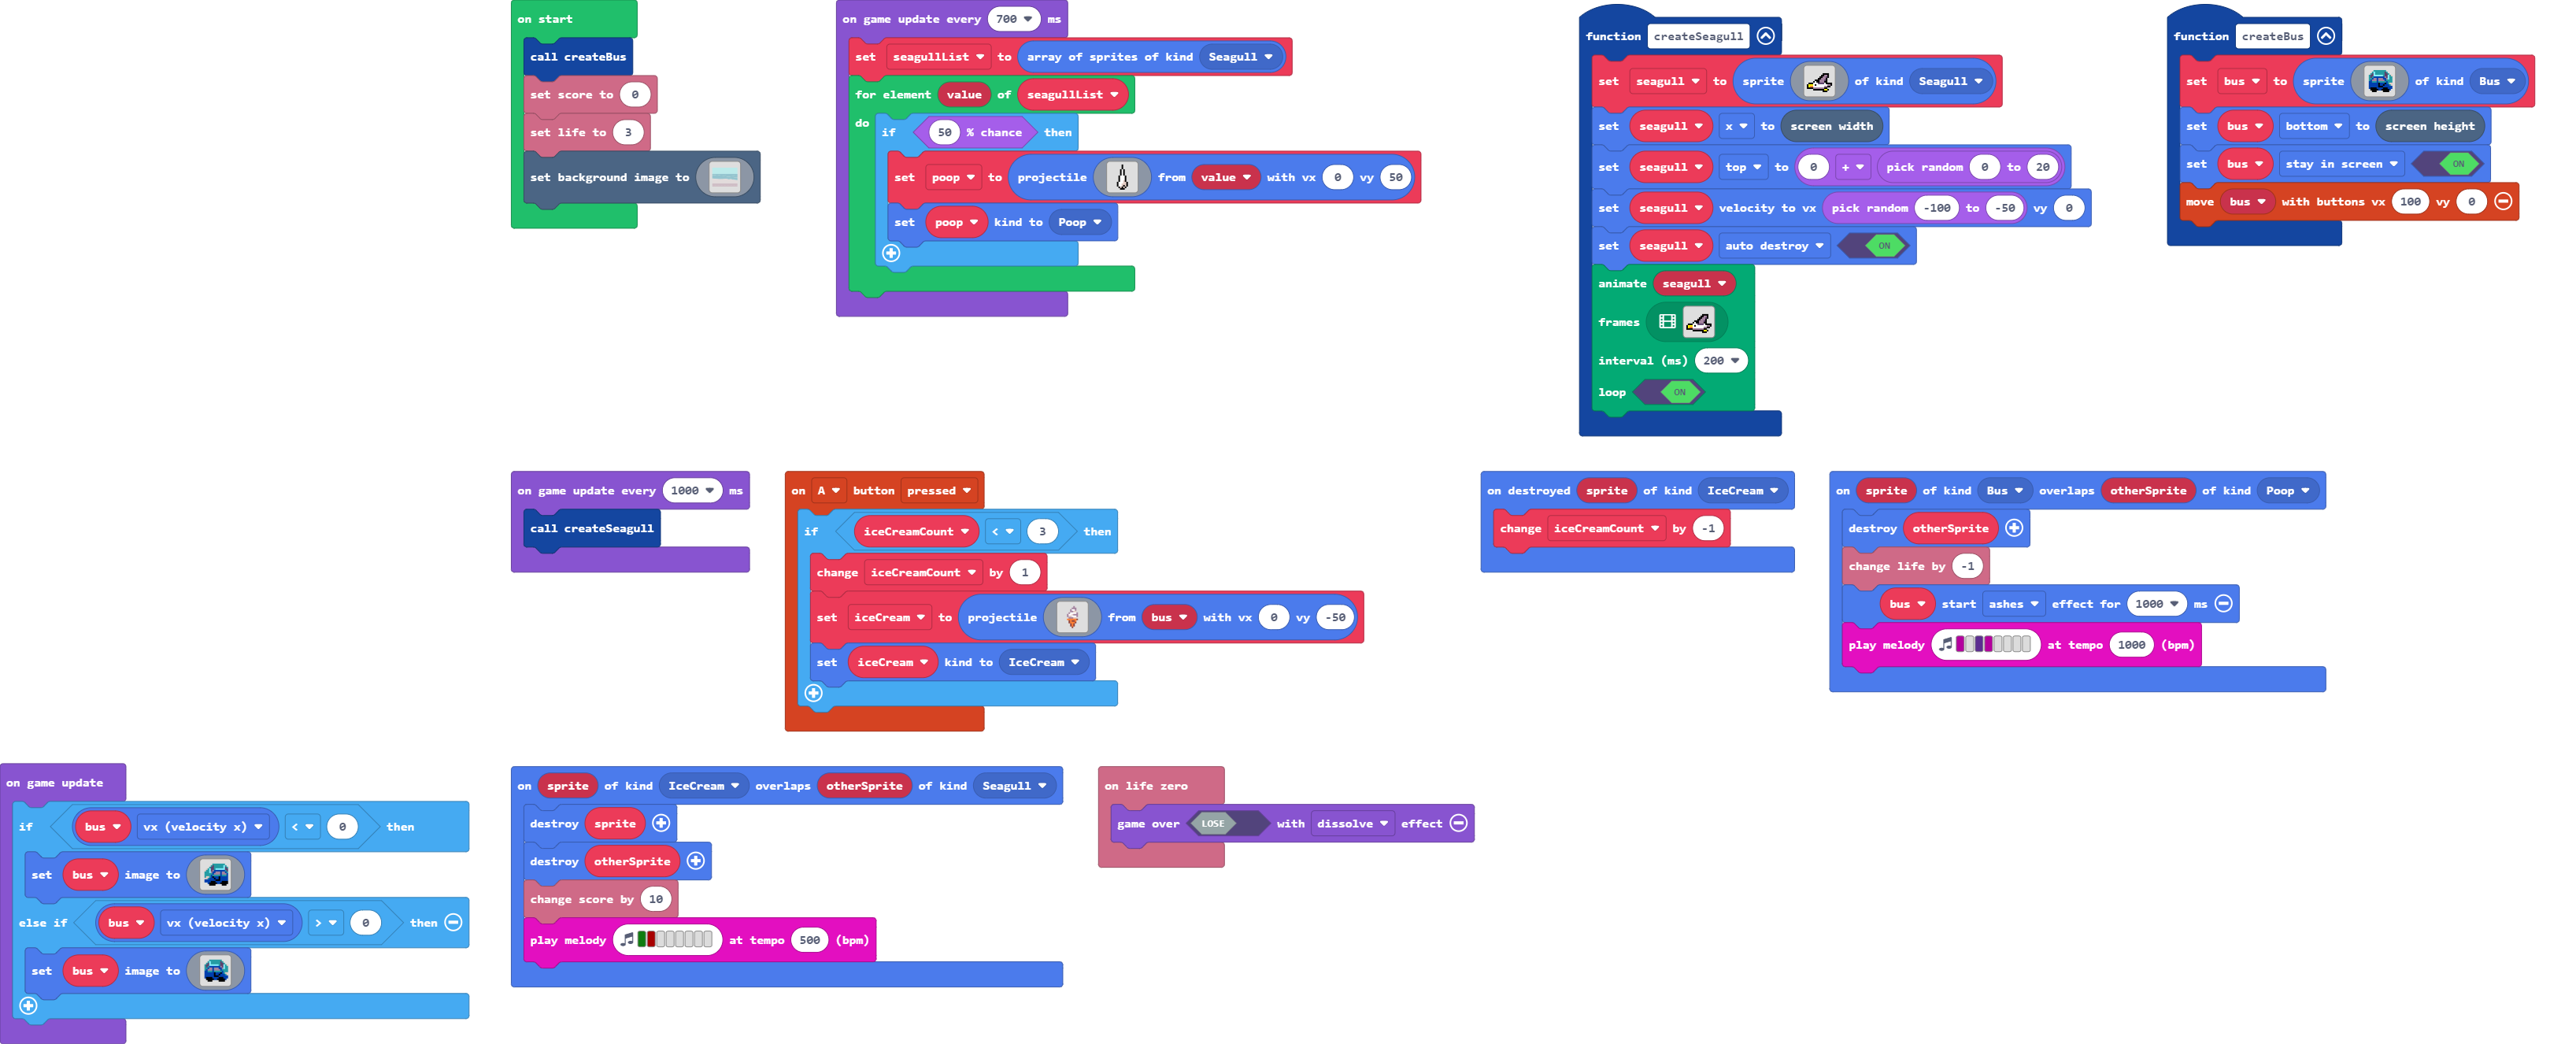 on start
call createBus
set score to 0
set life to 3
set background image to
on game update every 700 ms
set seagullList to array of sprites of kind Seagull
for element value of seagullList
do
if 50 % chance then
set poop to projectile from value with vx 0 vy 50
set poop kind to Poop
function createSeagull
set seagull to sprite of kind Seagull
set seagull x to screen width
set seagull top to 0 + pick random 0 to 20
set seagull velocity to vx pick random -100 to -50 vy 0
set seagull auto destroy ON
animate seagull
frames
interval (ms) 200
loop ON
function createBus
set bus to sprite of kind Bus
set bus bottom to screen height
set bus stay in screen ON
move bus with buttons vx 100 vy 0
on game update every 1000 ms
call createSeagull
on A button pressed
if iceCreamCount < 3 then
change iceCreamCount by 1
set iceCream to projectile from bus with vx 0 vy -50
set iceCream kind to IceCream
on destroyed sprite of kind IceCream
change iceCreamCount by -1
on sprite of kind Bus overlaps otherSprite of kind Poop
destroy otherSprite
change life by -1
bus start ashes effect for 1000 ms
play melody at tempo 1000 (bpm)
on game update
if bus vx (velocity x) < 0 then
set bus image to
else if bus vx (velocity x) > 0 then
set bus image to
on sprite of kind IceCream overlaps otherSprite of kind Seagull
destroy sprite
destroy otherSprite
change score by 10
play melody at tempo 500 (bpm)
on life zero
game over LOSE with dissolve effect